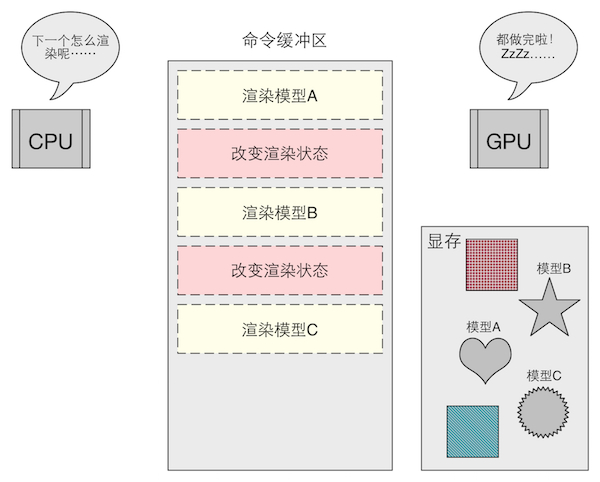 下一个怎么渲
染呢……
命令缓冲区
都做完啦！
ZzZz……
CPU
GPU
渲染模型A
改变渲染状态
渲染模型B
改变渲染状态
渲染模型C
显存
模型B
模型A
模型C